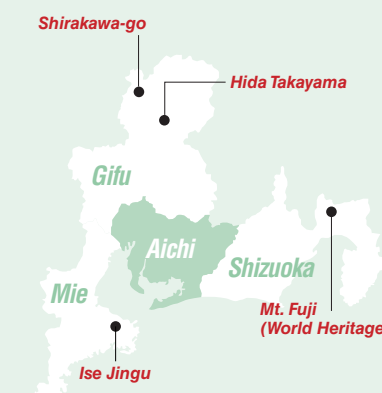 Shirakawa-go
Hida Takayama
Gifu
Aichi
Shizuoka
Mie
Mt. Fuji
(World Heritage
Ise Jingu